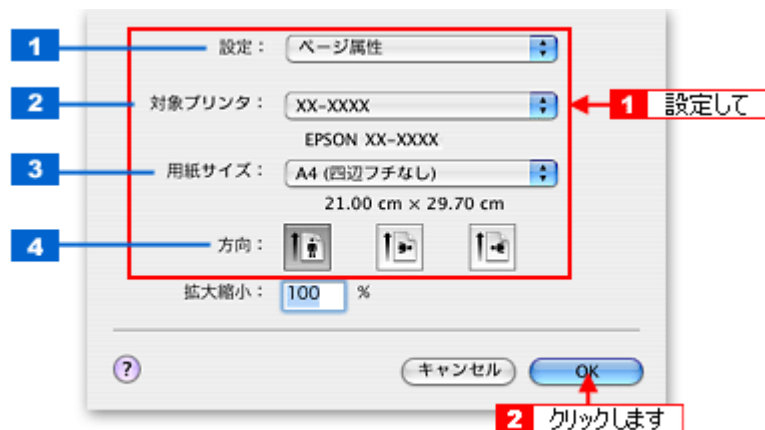 1 設定： ページ属性
2 対象プリンタ： XX-XXXX 1 設定して
EPSON XX-XXXX
3 用紙サイズ： A4 (四辺フチなし)
21.00 cm × 29.70 cm
4 方向：
拡大縮小： 100 %
? キャンセル OK
2 クリックします